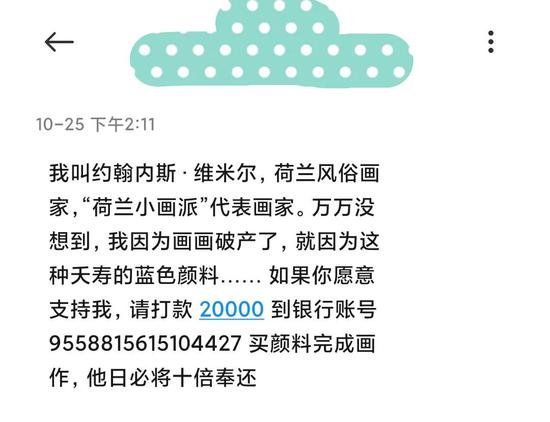 10-25 下午2:11
我叫约翰内斯·维米尔，荷兰风俗画
家，“荷兰小画派”代表画家。万万没
想到，我因为画画破产了，就因为这
种夭寿的蓝色颜料…… 如果你愿意
支持我，请打款 20000 到银行账号
9558815615104427 买颜料完成画
作，他日必将十倍奉还